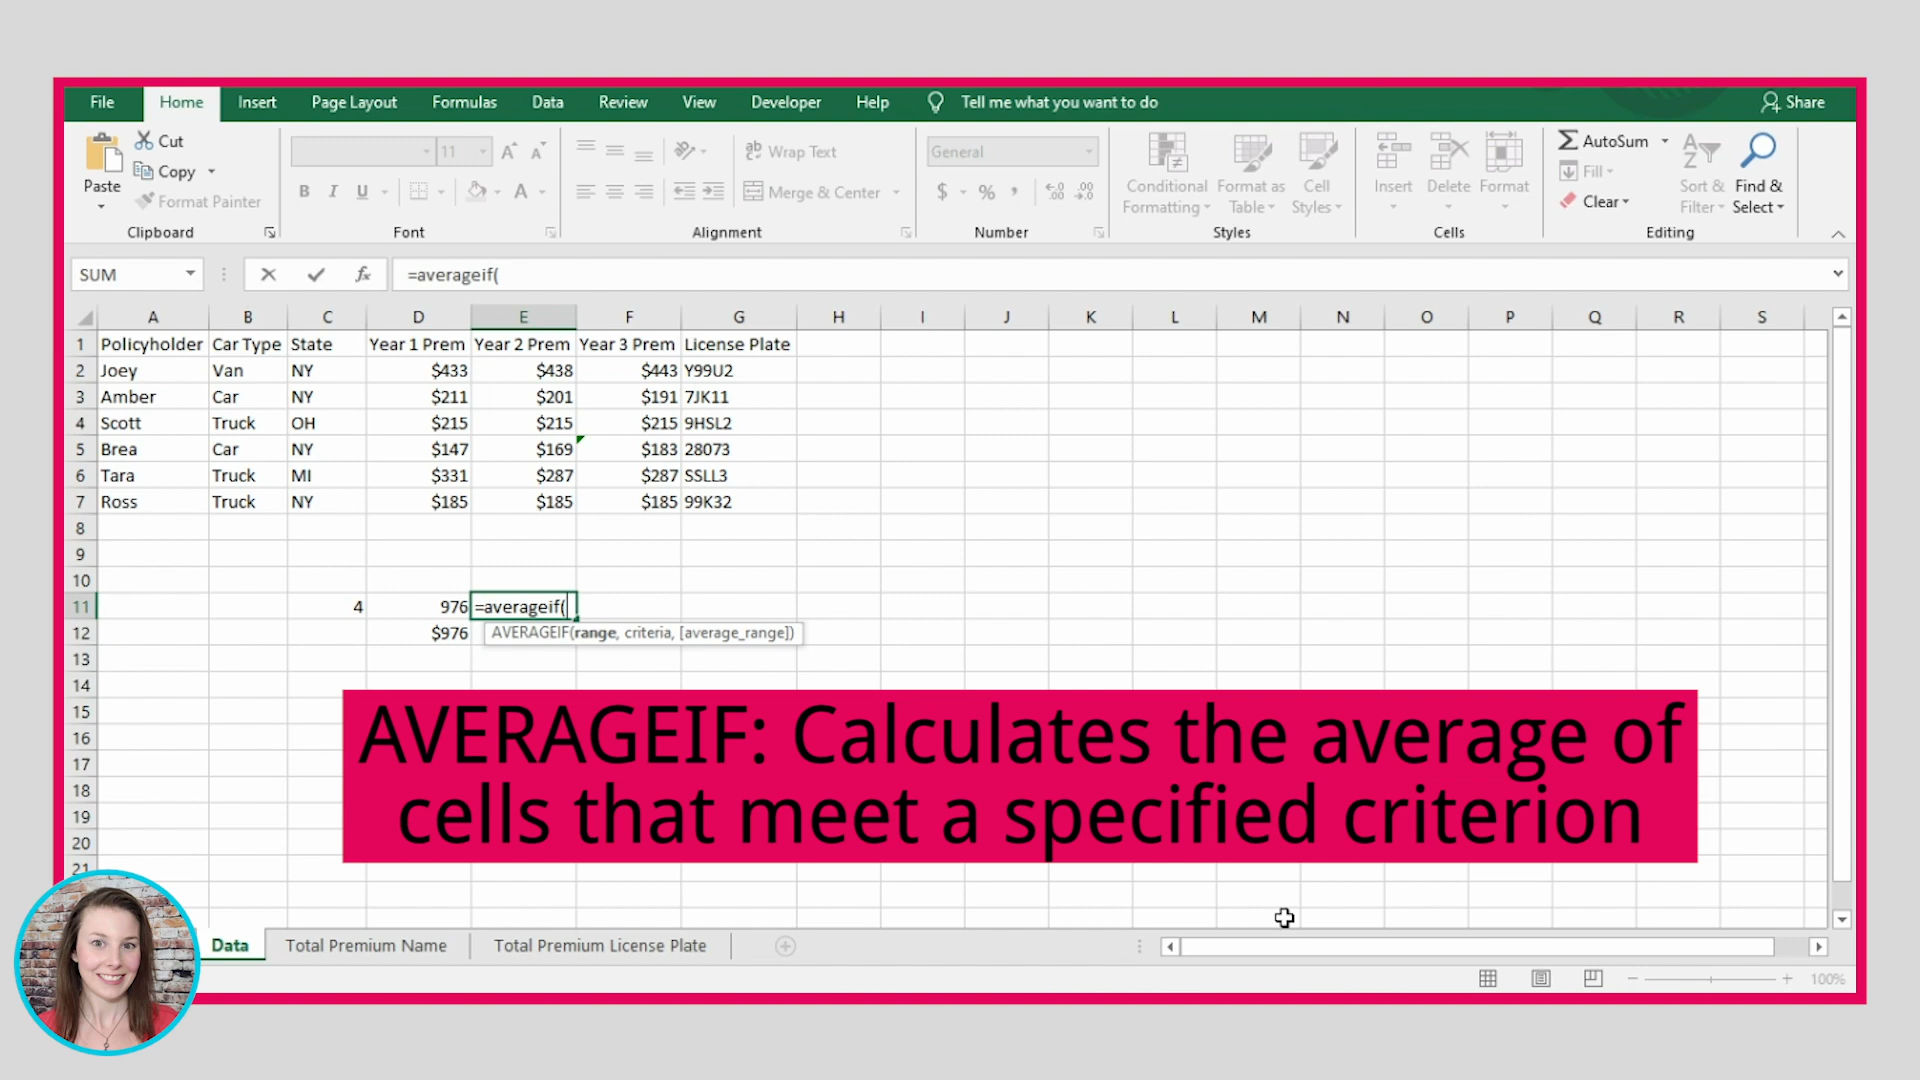 File Home Insert Page Layout Formulas Data Review View Developer Help Tell me what you want to do Share
Cut
Copy
Format Painter
Paste
Clipboard
11
B I U
A
Font
ab Wrap Text
Merge & Center
Alignment
General
$ % ,
Number
Conditional Formatting
Format as Table
Cell Styles
Styles
Insert Delete Format
Cells
AutoSum
Fill
Clear
Sort & Filter
Find & Select
Editing
SUM fx =averageif(
A B C D E F G H I J K L M N O P Q R S
1 Policyholder Car Type State Year 1 Prem Year 2 Prem Year 3 Prem License Plate
2 Joey Van NY $433 $438 $443 Y99U2
3 Amber Car NY $211 $201 $191 7JK11
4 Scott Truck OH $215 $215 $215 9HSL2
5 Brea Car NY $147 $169 $183 28073
6 Tara Truck MI $331 $287 $287 SSLL3
7 Ross Truck NY $185 $185 $185 99K32
8
9
10
11 4 976 =averageif(
12 $976 AVERAGEIF(range, criteria, [average_range])
13
14
15
16
17
18
19
20
21
AVERAGEIF: Calculates the average of
cells that meet a specified criterion
Data Total Premium Name Total Premium License Plate
100%